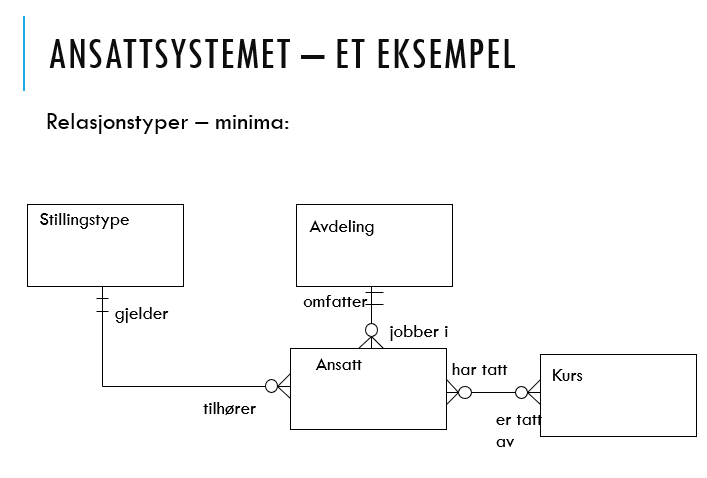 ANSATTSYSTEMET – ET EKSEMPEL
Relasjonstyper – minima:
Stillingstype
Avdeling
gjelder
omfatter
jobber i
Ansatt
har tatt
Kurs
tilhører
er tatt
av